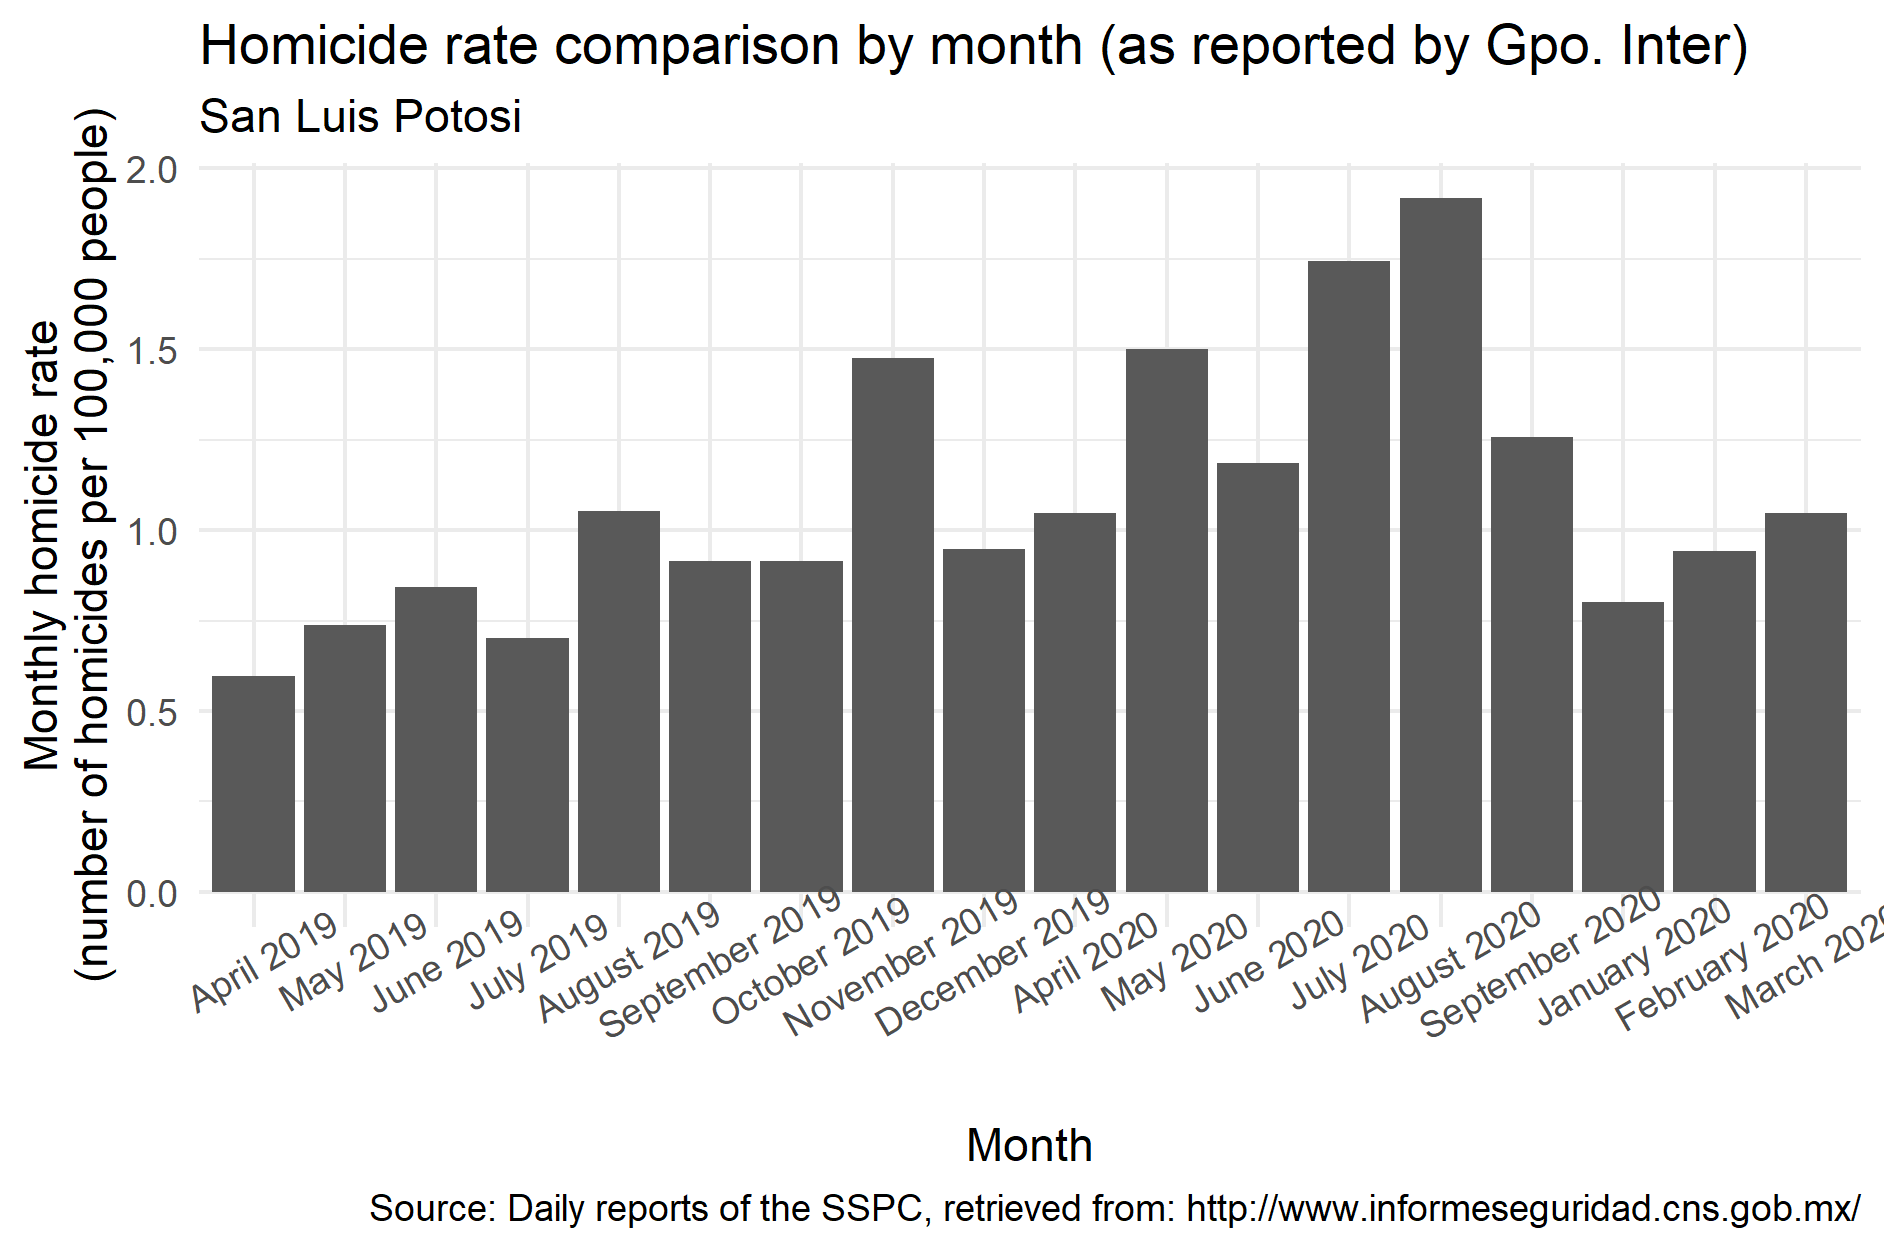 Homicide rate comparison by month (as reported by Gpo. Inter)
San Luis Potosi
Monthly homicide rate
(number of homicides per 100,000 people)
2.0
1.5
1.0
0.5
0.0
April 2019
May 2019
June 2019
July 2019
August 2019
September 2019
October 2019
November 2019
December 2019
April 2020
May 2020
June 2020
July 2020
August 2020
September 2020
January 2020
February 2020
March 2020
Month
Source: Daily reports of the SSPC, retrieved from: http://www.informeseguridad.cns.gob.mx/